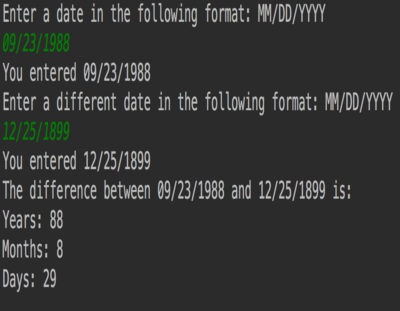 Enter a date in the following format: MM/DD/YYYY
09/23/1988
You entered 09/23/1988
Enter a different date in the following format: MM/DD/YYYY
12/25/1899
You entered 12/25/1899
The difference between 09/23/1988 and 12/25/1899 is:
Years: 88
Months: 8
Days: 29